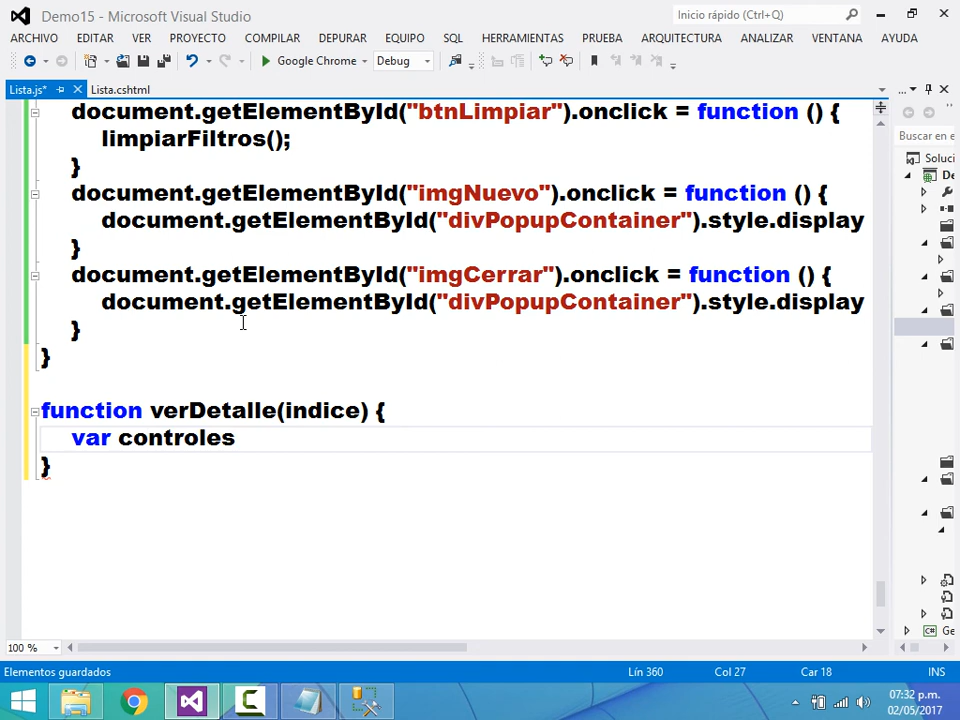 Demo15 - Microsoft Visual Studio
Inicio rápido (Ctrl+Q)
ARCHIVO EDITAR VER PROYECTO COMPILAR DEPURAR EQUIPO SQL HERRAMIENTAS PRUEBA ARQUITECTURA ANALIZAR VENTANA AYUDA
Google Chrome Debug
Lista.js* Lista.cshtml
document.getElementById("btnLimpiar").onclick = function () {
limpiarFiltros();
}
document.getElementById("imgNuevo").onclick = function () {
document.getElementById("divPopupContainer").style.display
}
document.getElementById("imgCerrar").onclick = function () {
document.getElementById("divPopupContainer").style.display
}
}
function verDetalle(indice) {
var controles
}
Buscar en e
Soluci
De
Ge
100 %
Elementos guardados Lín 360 Col 27 Car 18 INS
07:32 p.m.
02/05/2017